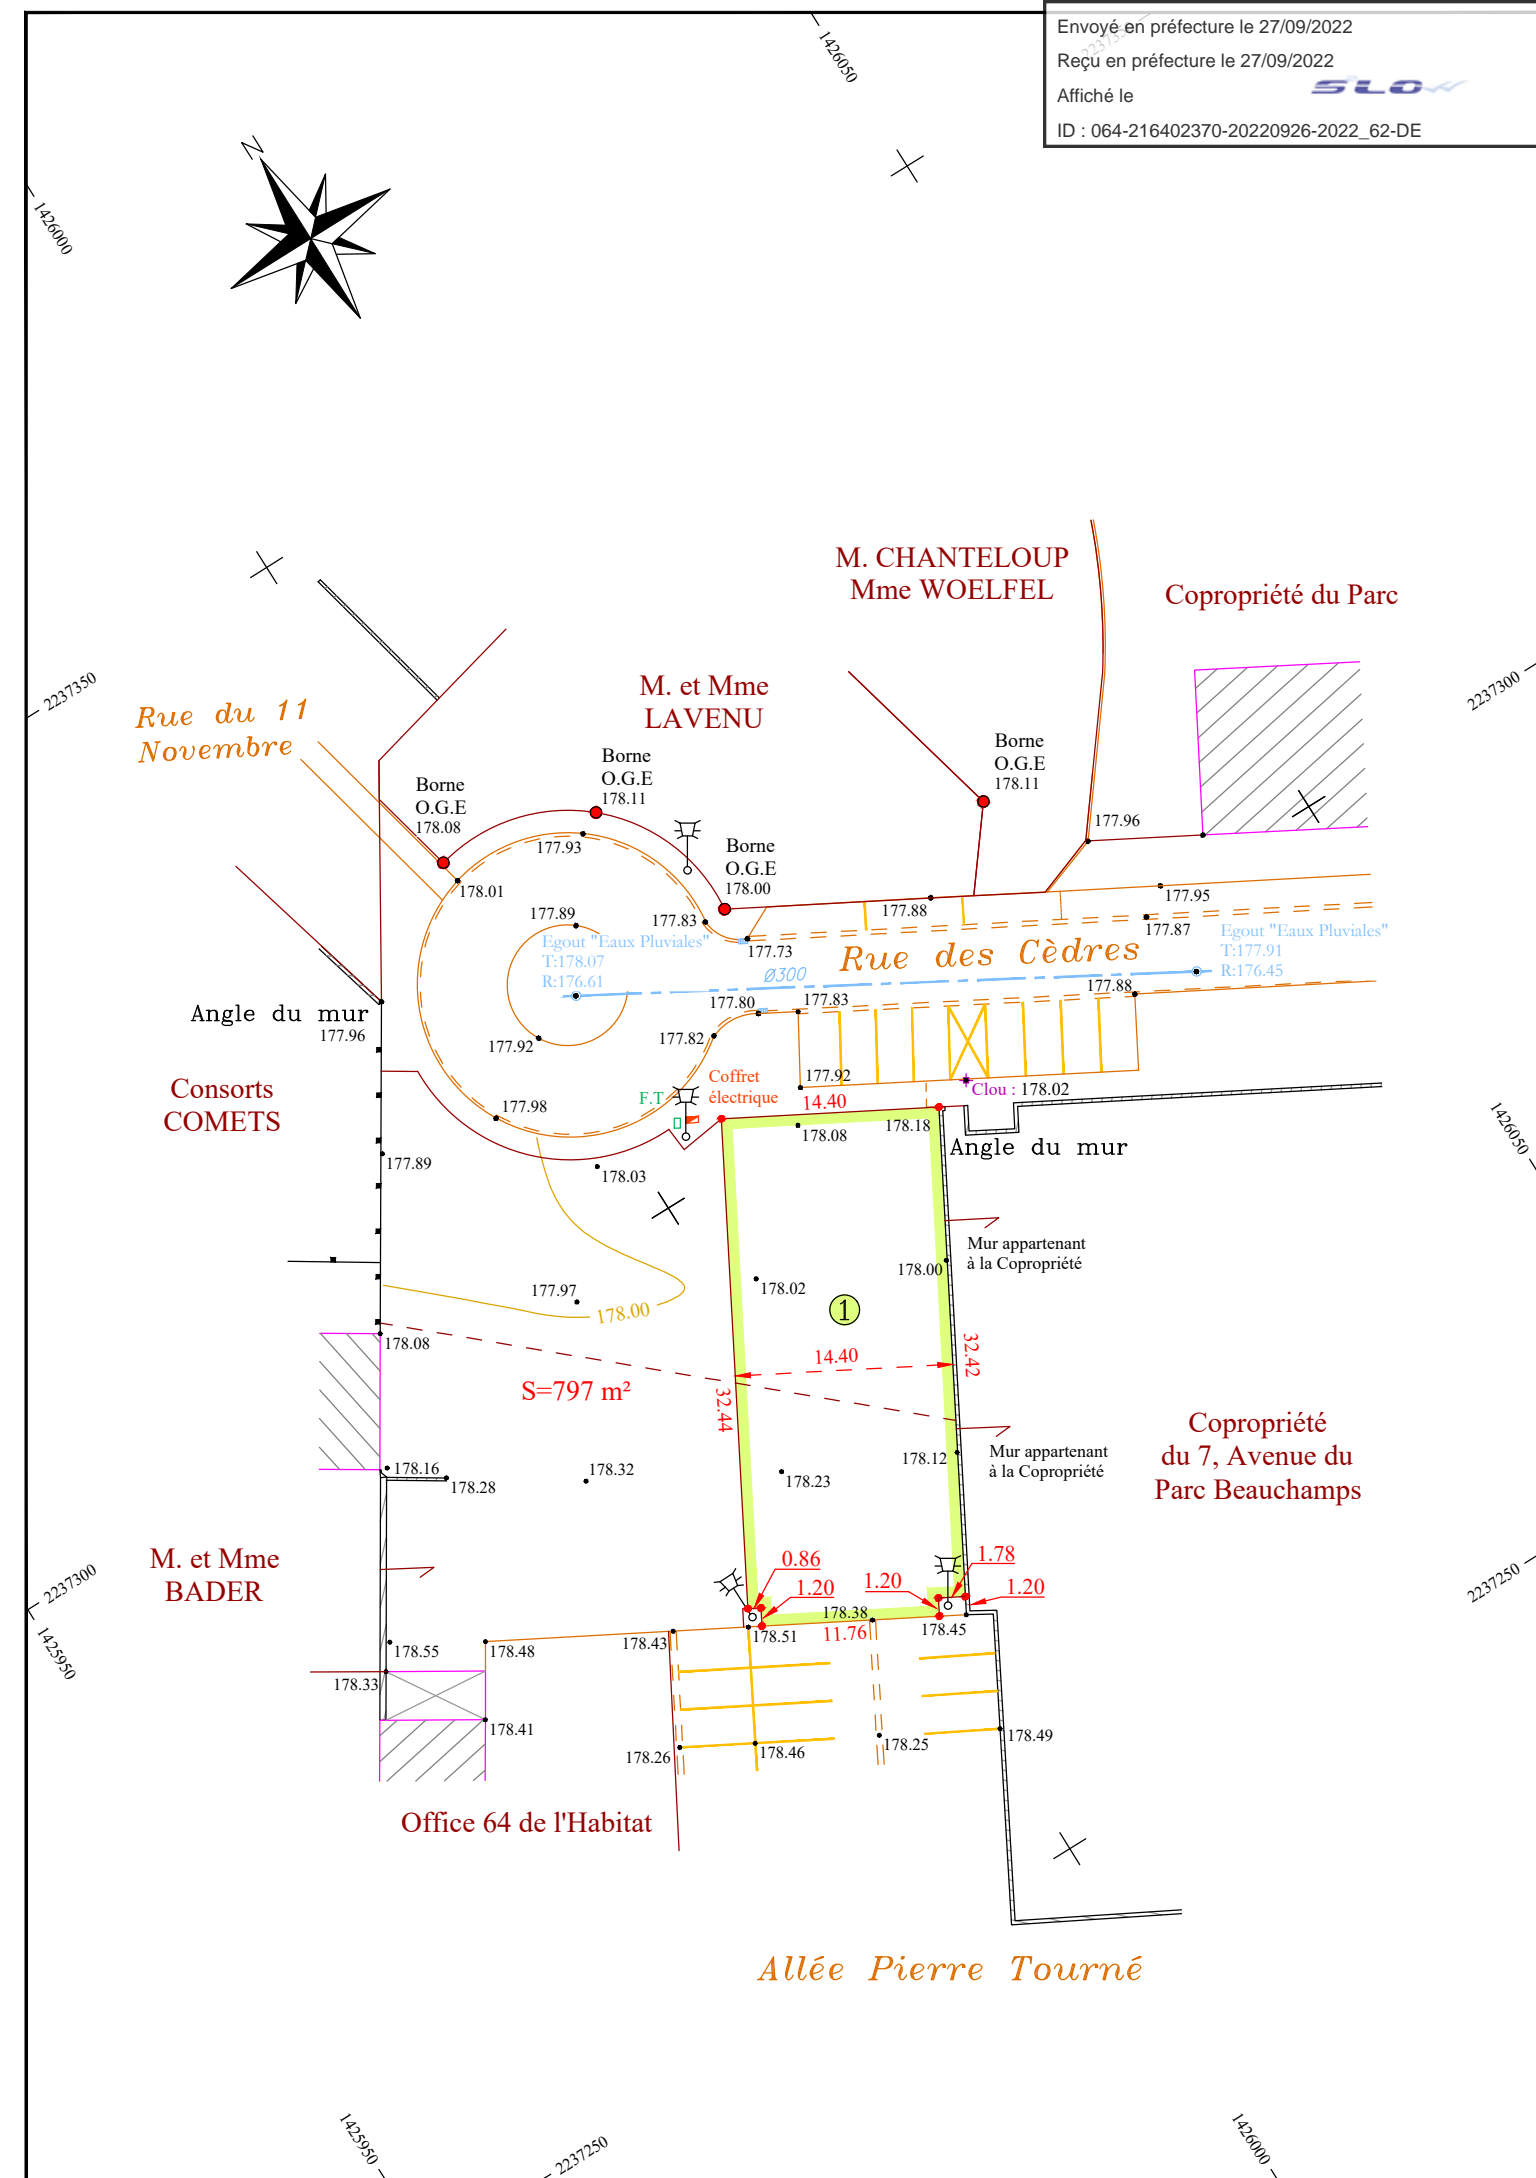 Envoyé en préfecture le 27/09/2022
Reçu en préfecture le 27/09/2022
Affiché le
SLOW
ID : 064-216402370-20220926-2022_62-DE
1426050
2237350
1426000
N
M. CHANTELOUP
Mme WOELFEL
Copropriété du Parc
2237350
2237300
M. et Mme
LAVENU
Rue du 11
Novembre
Borne
O.G.E
178.08
Borne
O.G.E
178.11
Borne
O.G.E
178.11
177.96
177.93
Borne
O.G.E
178.00
178.01
177.89
177.83
177.88
177.95
177.87
177.73
Egout "Eaux Pluviales"
T:178.07
R:176.61
Rue des Cèdres
Egout "Eaux Pluviales"
T:177.91
R:176.45
Ø300
177.88
Angle du mur
177.96
177.80
177.83
177.82
177.92
177.92
Clou : 178.02
Coffret
électrique
F.T
14.40
Consorts
COMETS
177.98
178.08
178.18
Angle du mur
1426050
177.89
178.03
Mur appartenant
à la Copropriété
178.00
178.02
177.97
178.00
1
178.08
14.40
32.42
S=797 m²
32.44
Copropriété
du 7, Avenue du
Parc Beauchamps
178.12
Mur appartenant
à la Copropriété
178.16
178.28
178.32
178.23
M. et Mme
BADER
0.86
1.20
1.20
1.78
1.20
2237300
2237250
1425950
178.38
11.76
178.45
178.43
178.51
178.55
178.48
178.33
178.41
178.26
178.46
178.25
178.49
Office 64 de l'Habitat
Allée Pierre Tourné
1425950
2237250
1426000